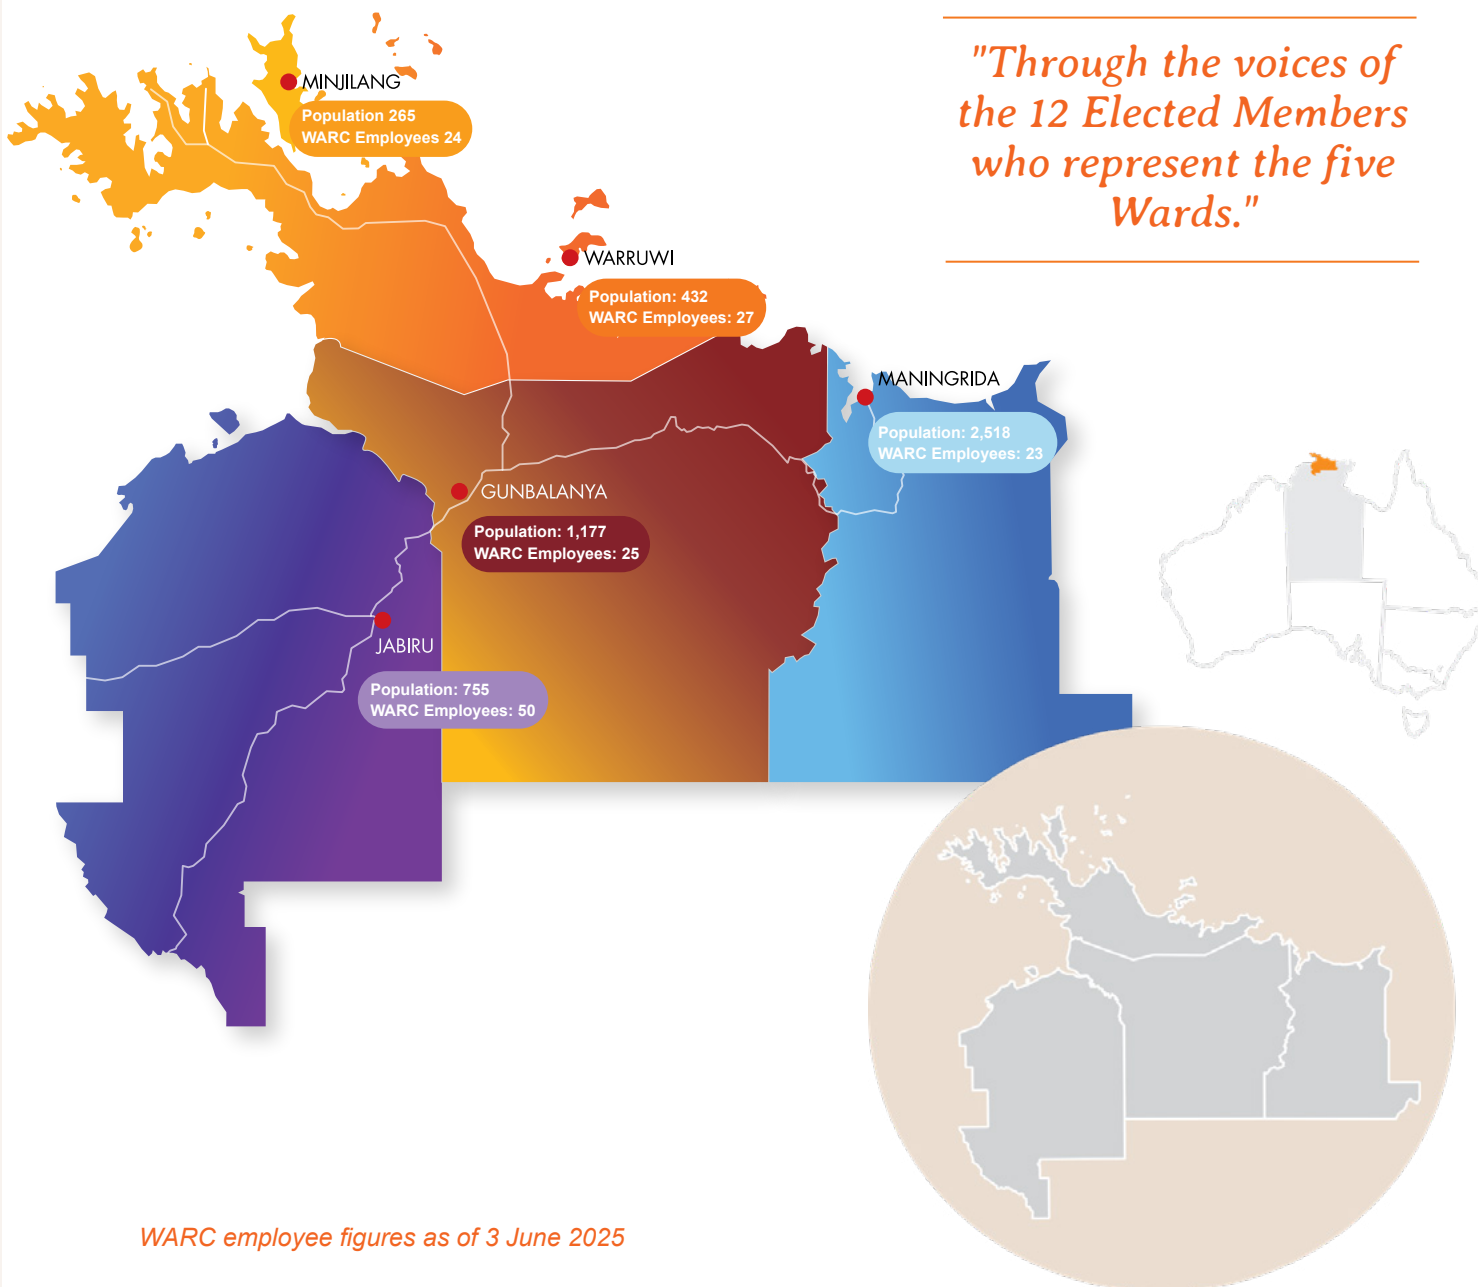 "Through the voices of
the 12 Elected Members
who represent the five
Wards."
MINJILANG
Population 265
WARC Employees 24
WARRUWI
Population: 432
WARC Employees: 27
MANINGRIDA
Population: 2,518
WARC Employees: 23
GUNBALANYA
Population: 1,177
WARC Employees: 25
JABIRU
Population: 755
WARC Employees: 50
WARC employee figures as of 3 June 2025